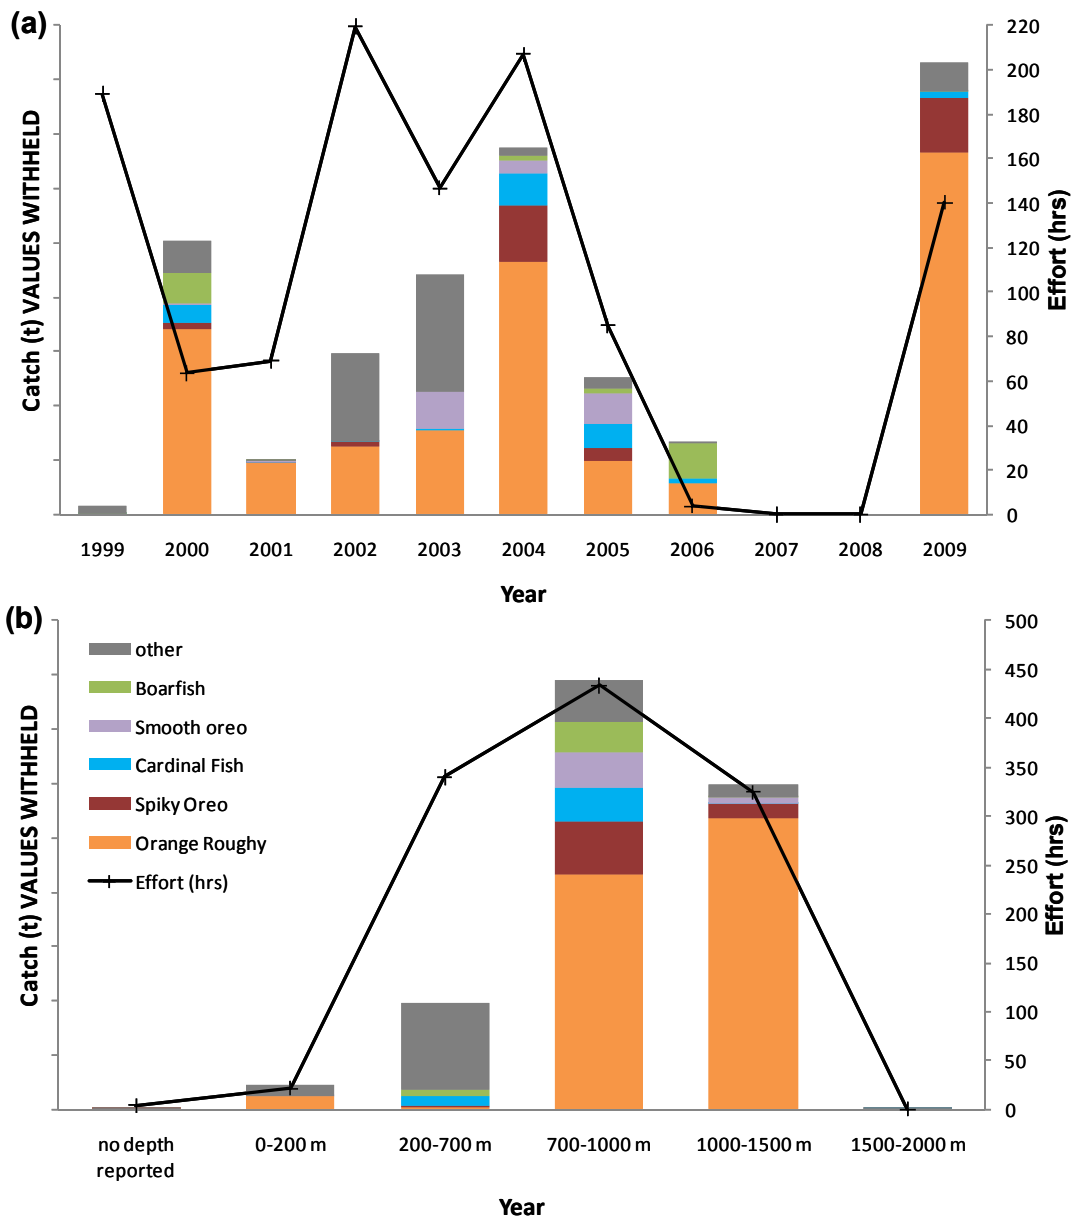 (a)
Catch (t) VALUES WITHHELD
220
200
180
160
140
120
100
80
60
40
20
0
Effort (hrs)
1999 2000 2001 2002 2003 2004 2005 2006 2007 2008 2009
Year
(b)
Catch (t) VALUES WITHHELD
other
Boarfish
Smooth oreo
Cardinal Fish
Spiky Oreo
Orange Roughy
Effort (hrs)
500
450
400
350
300
250
200
150
100
50
0
Effort (hrs)
no depth 0-200 m 200-700 m 700-1000 m 1000-1500 m 1500-2000 m
reported
Year